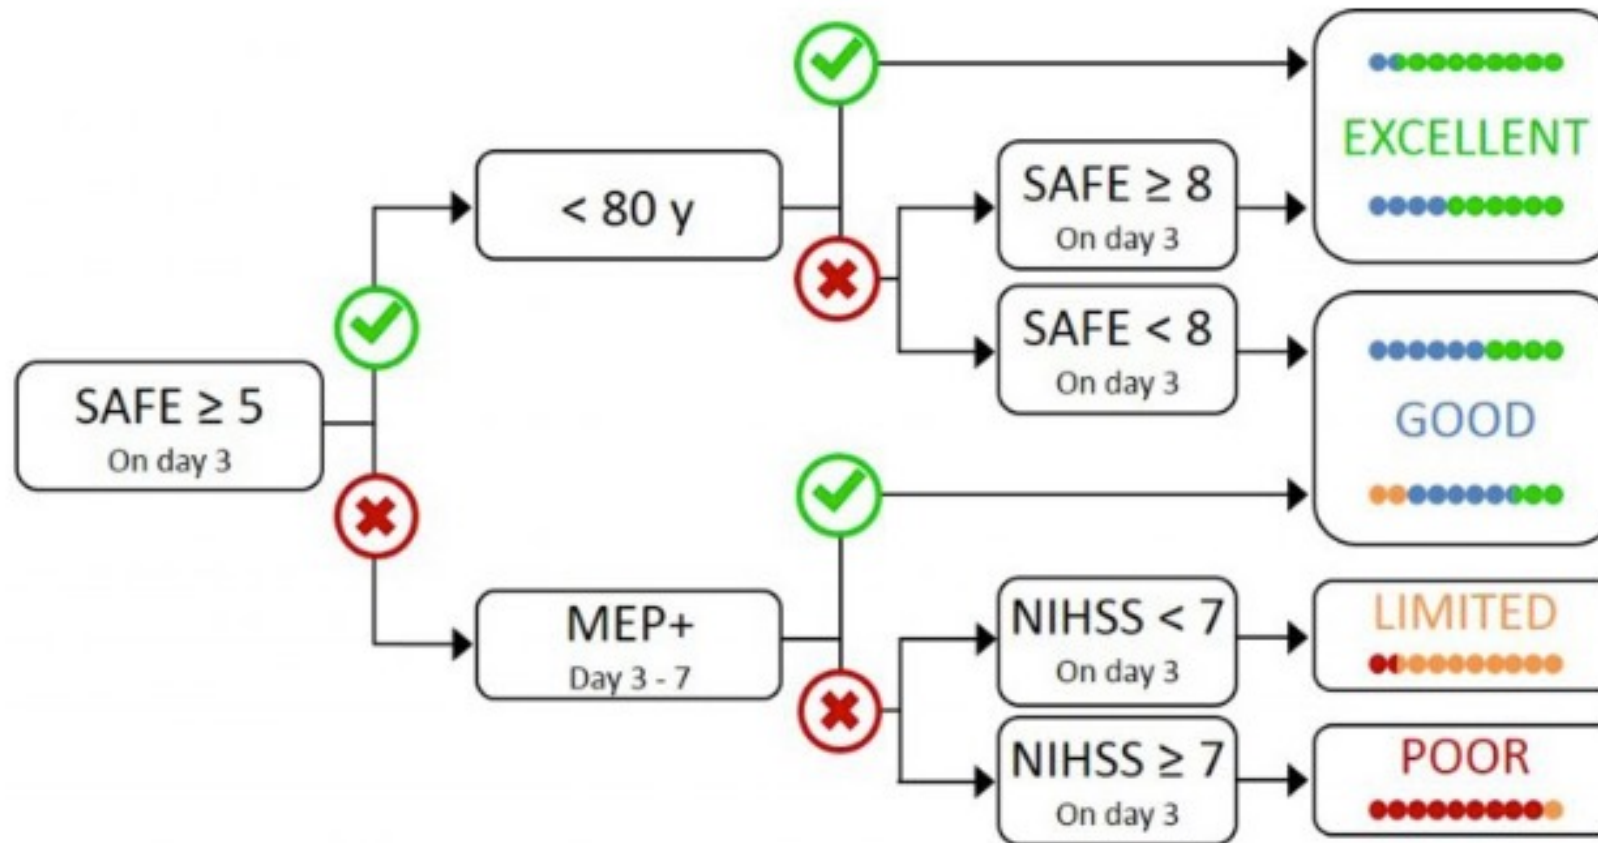 SAFE ≥ 5
On day 3
< 80 y
MEP+
Day 3 - 7
SAFE ≥ 8
On day 3
SAFE < 8
On day 3
NIHSS < 7
On day 3
NIHSS ≥ 7
On day 3
EXCELLENT
GOOD
LIMITED
POOR